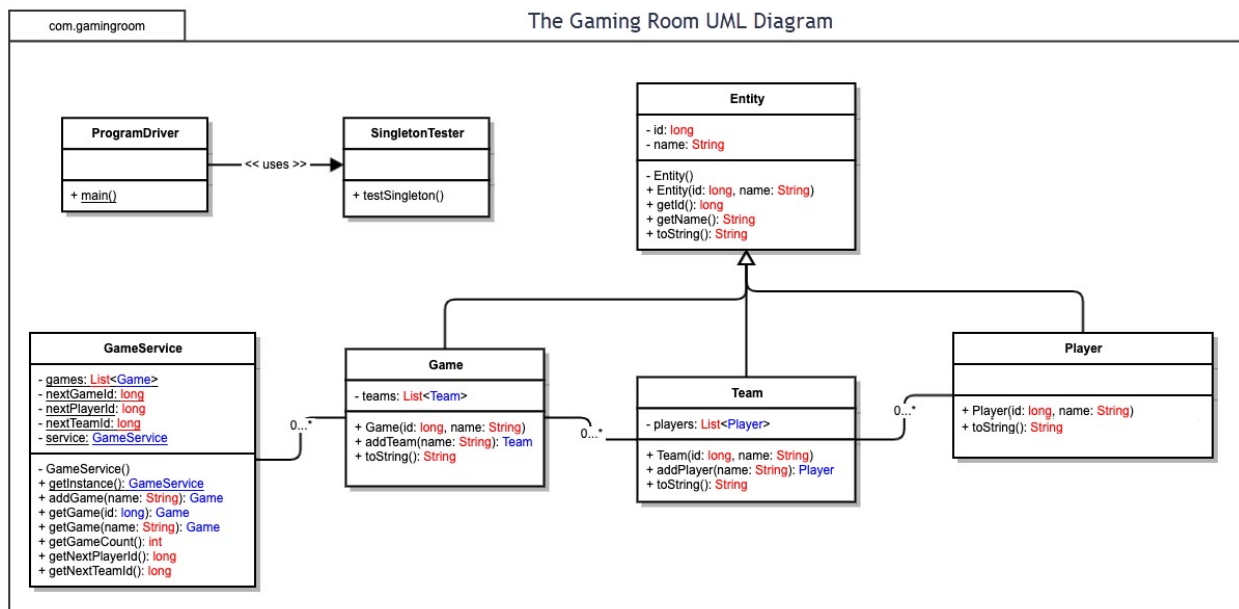 com.gamingroom
The Gaming Room UML Diagram
ProgramDriver
+ main()
<< uses >>
SingletonTester
+ testSingleton()
Entity
- id: long
- name: String
- Entity()
+ Entity(id: long, name: String)
+ getId(): long
+ getName(): String
+ toString(): String
GameService
- games: List<Game>
- nextGameId: long
- nextPlayerId: long
- nextTeamId: long
- service: GameService
- GameService()
+ getInstance(): GameService
+ addGame(name: String): Game
+ getGame(id: long): Game
+ getGame(name: String): Game
+ getGameCount(): int
+ getNextPlayerId(): long
+ getNextTeamId(): long
0...*
Game
- teams: List<Team>
+ Game(id: long, name: String)
+ addTeam(name: String): Team
+ toString(): String
0...*
Team
- players: List<Player>
+ Team(id: long, name: String)
+ addPlayer(name: String): Player
+ toString(): String
0...*
Player
+ Player(id: long, name: String)
+ toString(): String